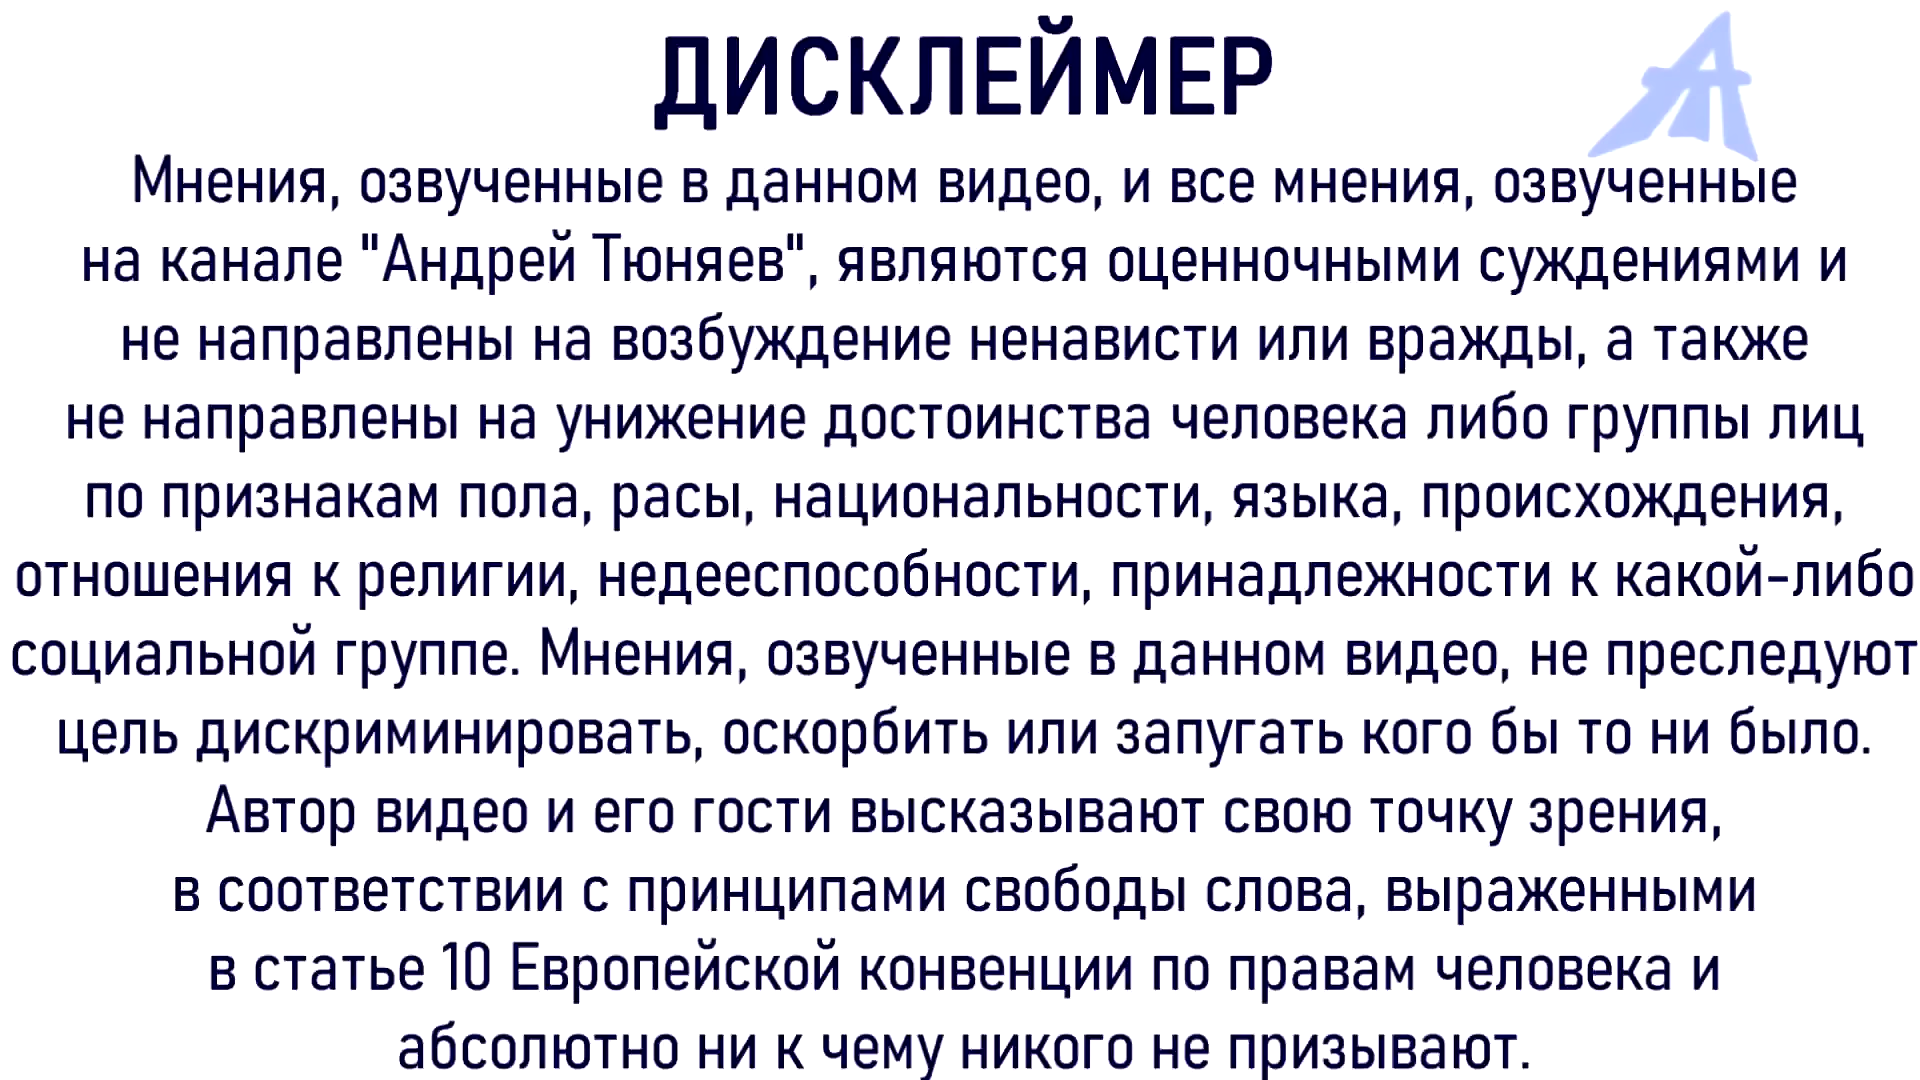 ДИСКЛЕЙМЕР
Мнения, озвученные в данном видео, и все мнения, озвученные
на канале "Андрей Тюняев", являются оценночными суждениями и
не направлены на возбуждение ненависти или вражды, а также
не направлены на унижение достоинства человека либо группы лиц
по признакам пола, расы, национальности, языка, происхождения,
отношения к религии, недееспособности, принадлежности к какой-либо
социальной группе. Мнения, озвученные в данном видео, не преследуют
цель дискриминировать, оскорбить или запугать кого бы то ни было.
Автор видео и его гости высказывают свою точку зрения,
в соответствии с принципами свободы слова, выраженными
в статье 10 Европейской конвенции по правам человека и
абсолютно ни к чему никого не призывают.